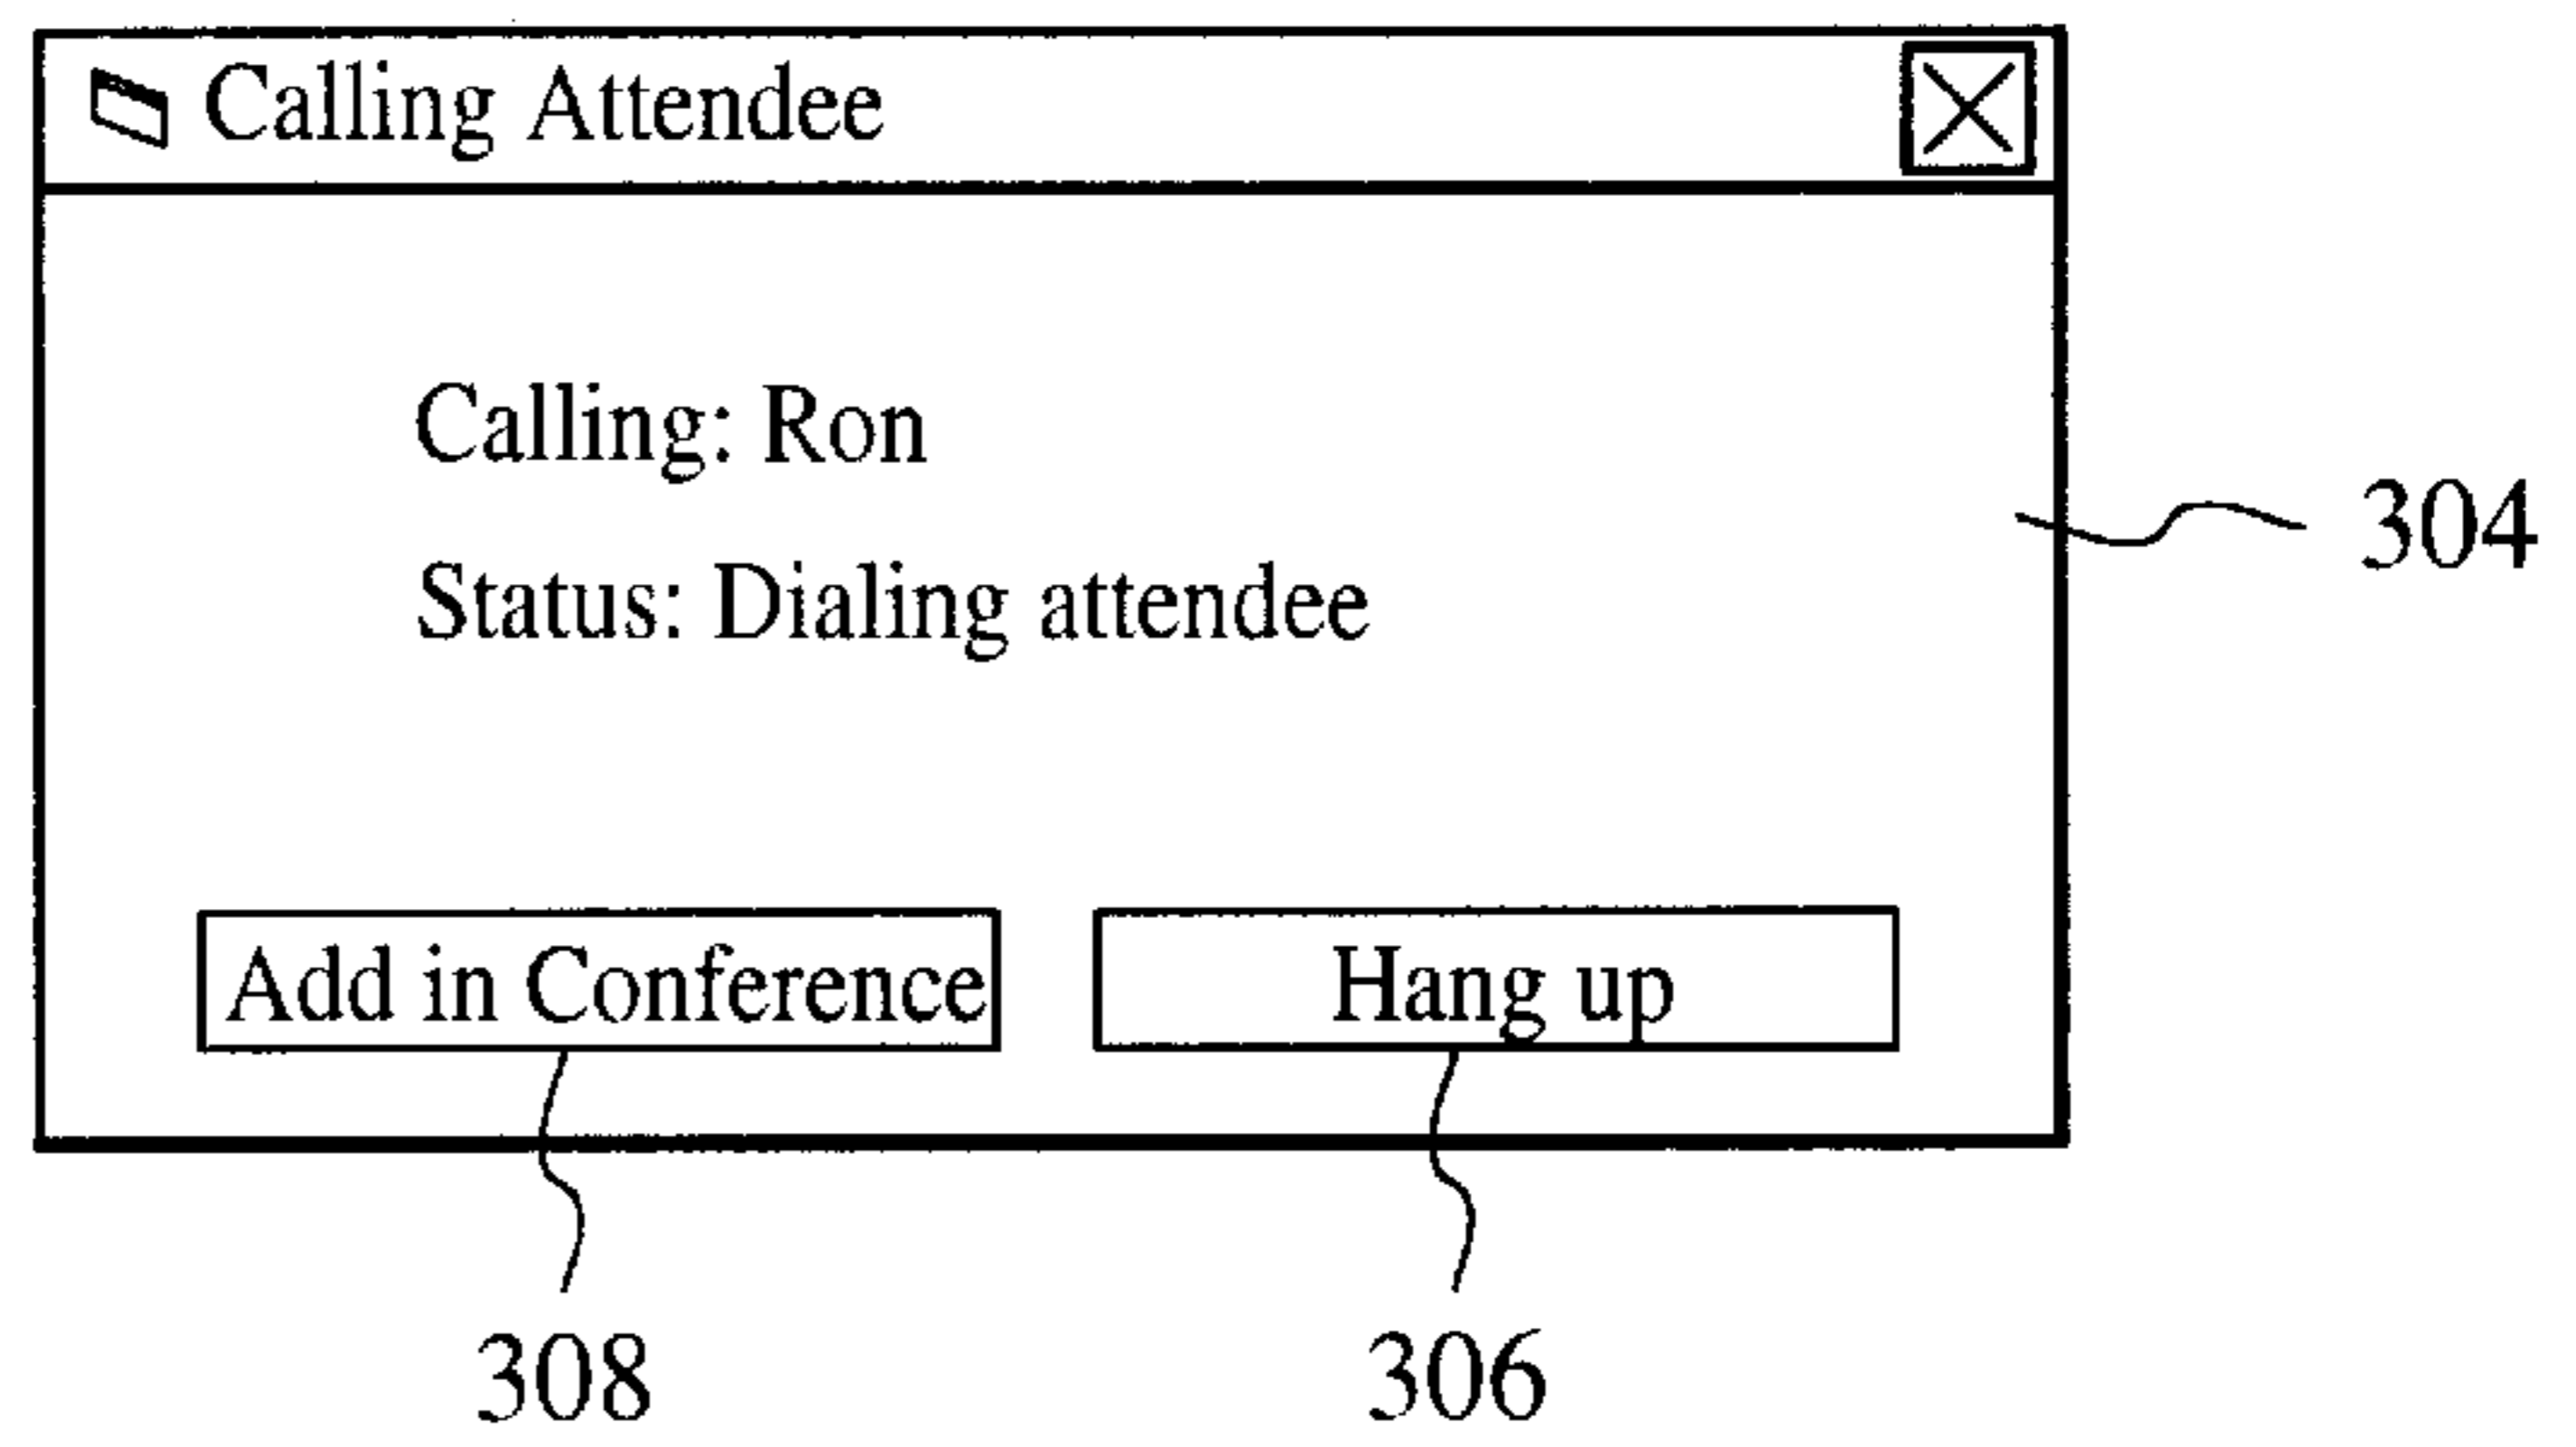 Calling Attendee
Calling: Ron
304
Status: Dialing attendee
Add in Conference
Hang up
308
306